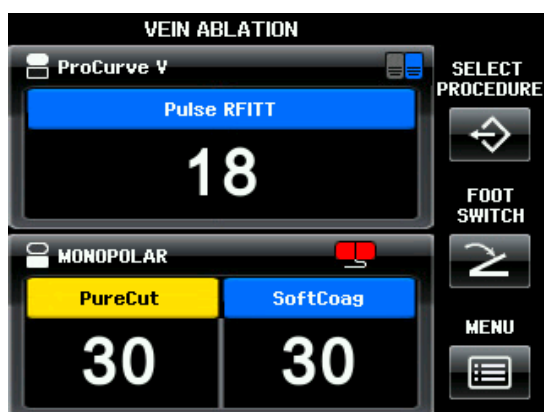 VEIN ABLATION
ProCurve V
Pulse RFITT
18
MONOPOLAR
PureCut
SoftCoag
30
30
SELECT
PROCEDURE
FOOT
SWITCH
MENU